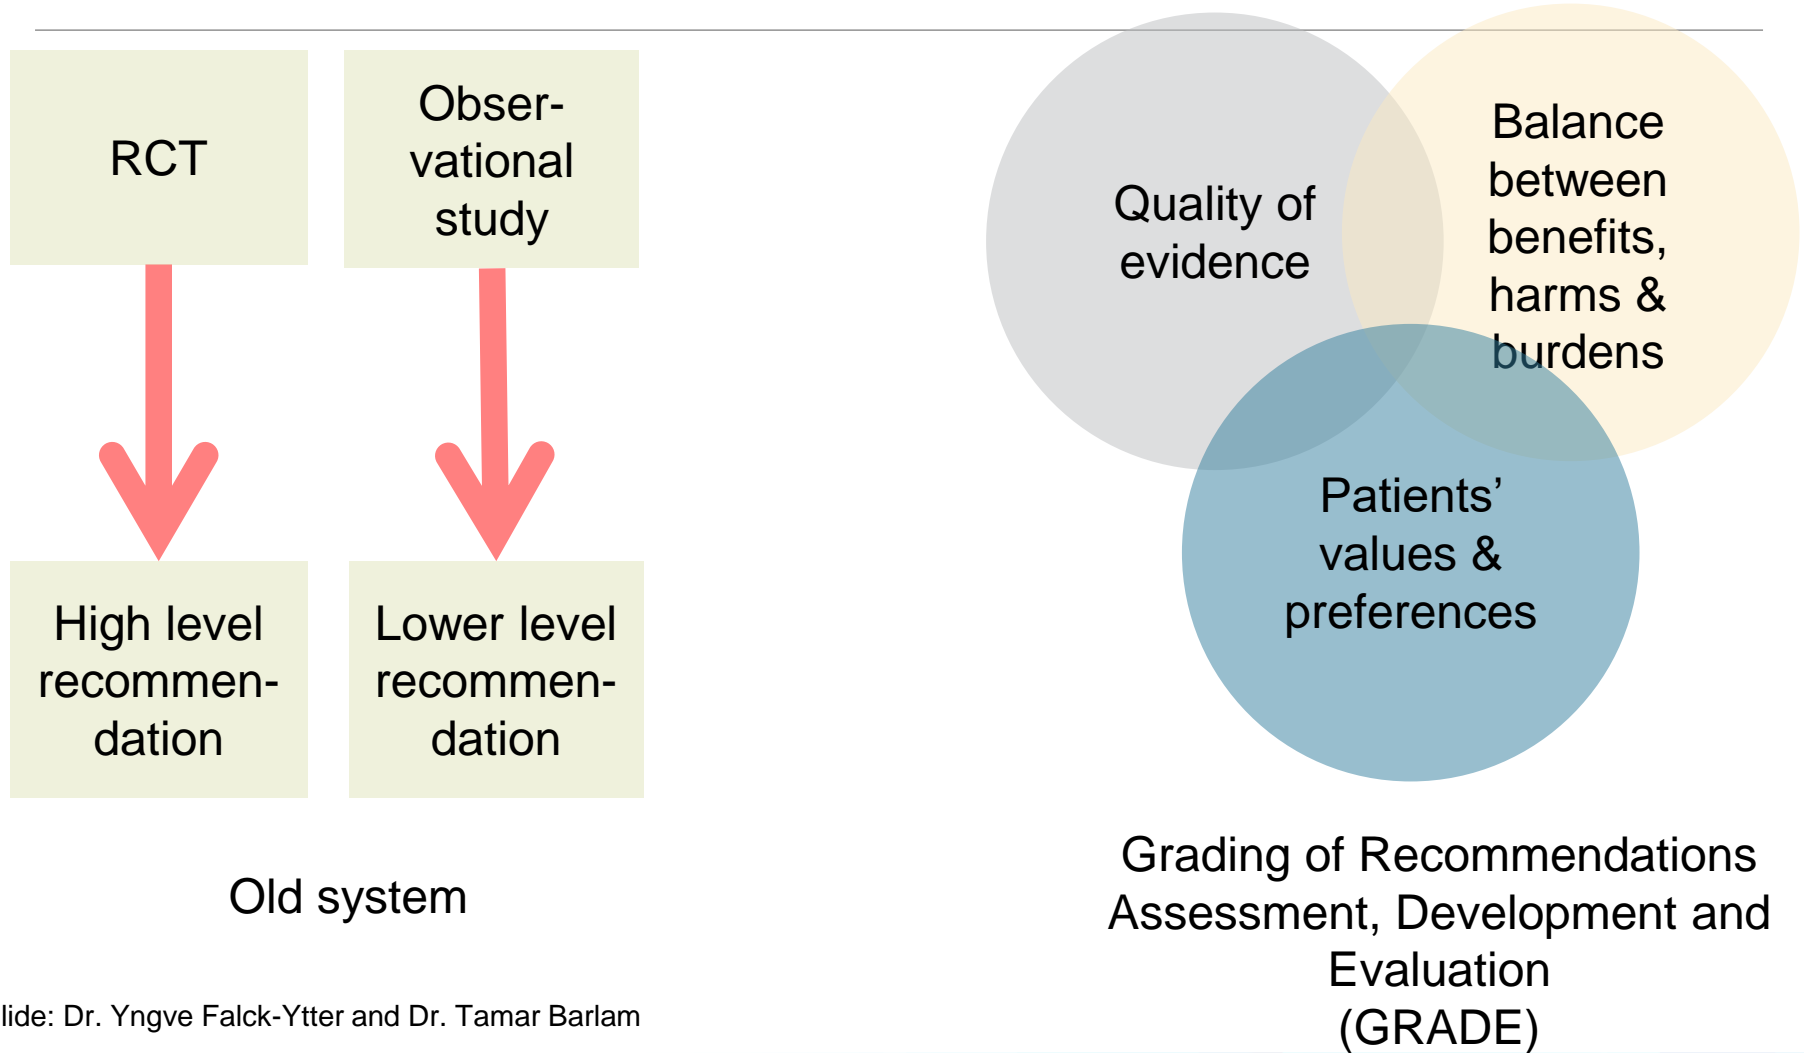 RCT
Obser-
vational
study
High level
recommen-
dation
Lower level
recommen-
dation
Old system
Quality of
evidence
Balance
between
benefits,
harms &
burdens
Patients’
values &
preferences
Grading of Recommendations
Assessment, Development and
Evaluation
(GRADE)
lide: Dr. Yngve Falck-Ytter and Dr. Tamar Barlam